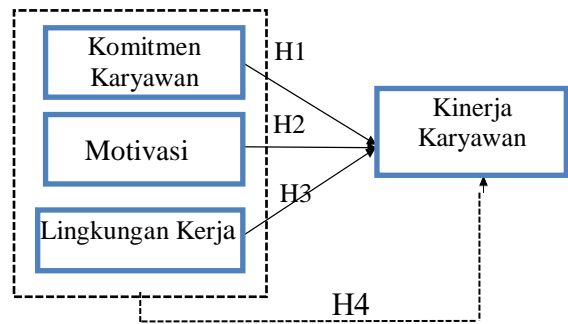 Komitmen
Karyawan
H1
Kinerja
Karyawan
H2
Motivasi
H3
Lingkungan Kerja
H4